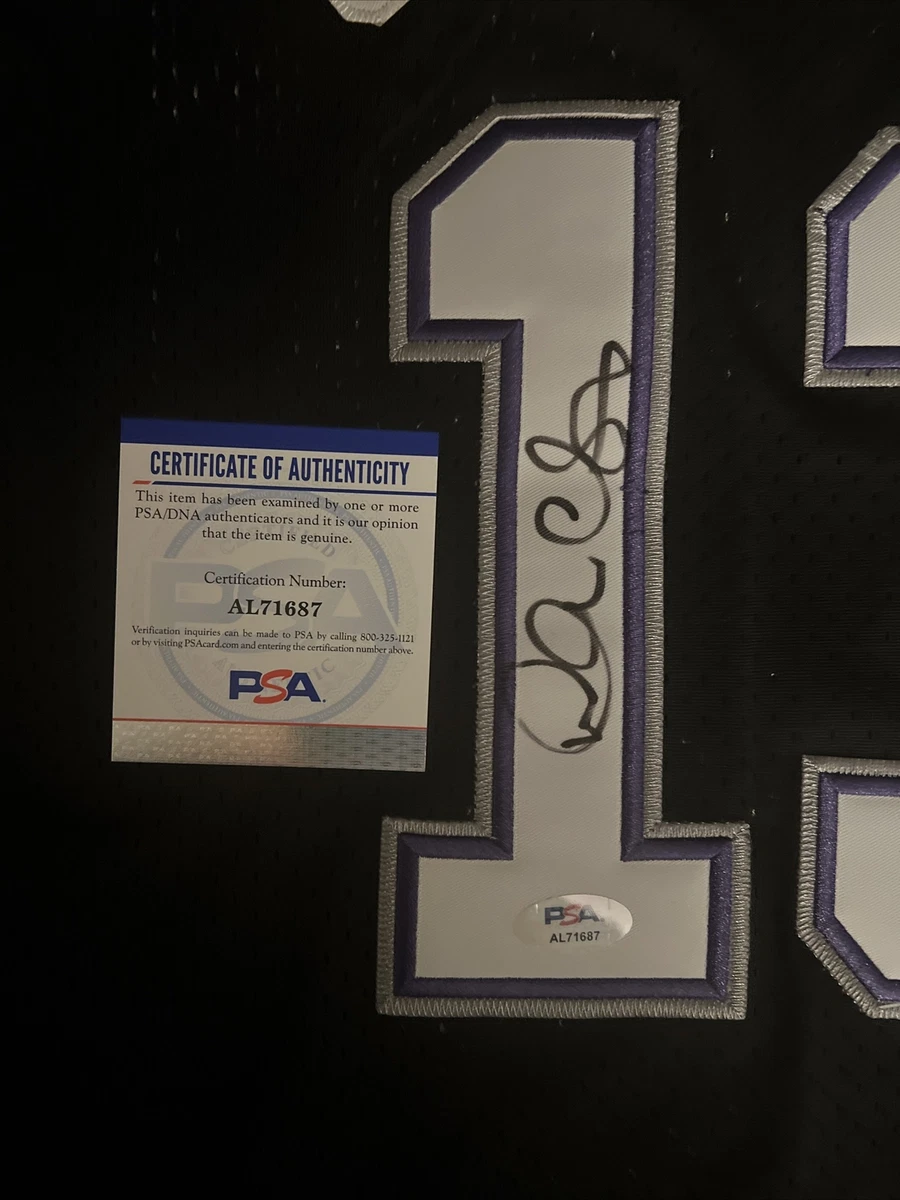 CERTIFICATE OF AUTHENTICITY
This item has been examined by one or more
PSA/DNA authenticators and it is our opinion
that the item is genuine.
Certification Number:
AL71687
Verification inquiries can be made to PSA by calling 800-325-1121
or by visiting PSAcard.com and entering the certification number above.
PSA
1
PSA
AL71687